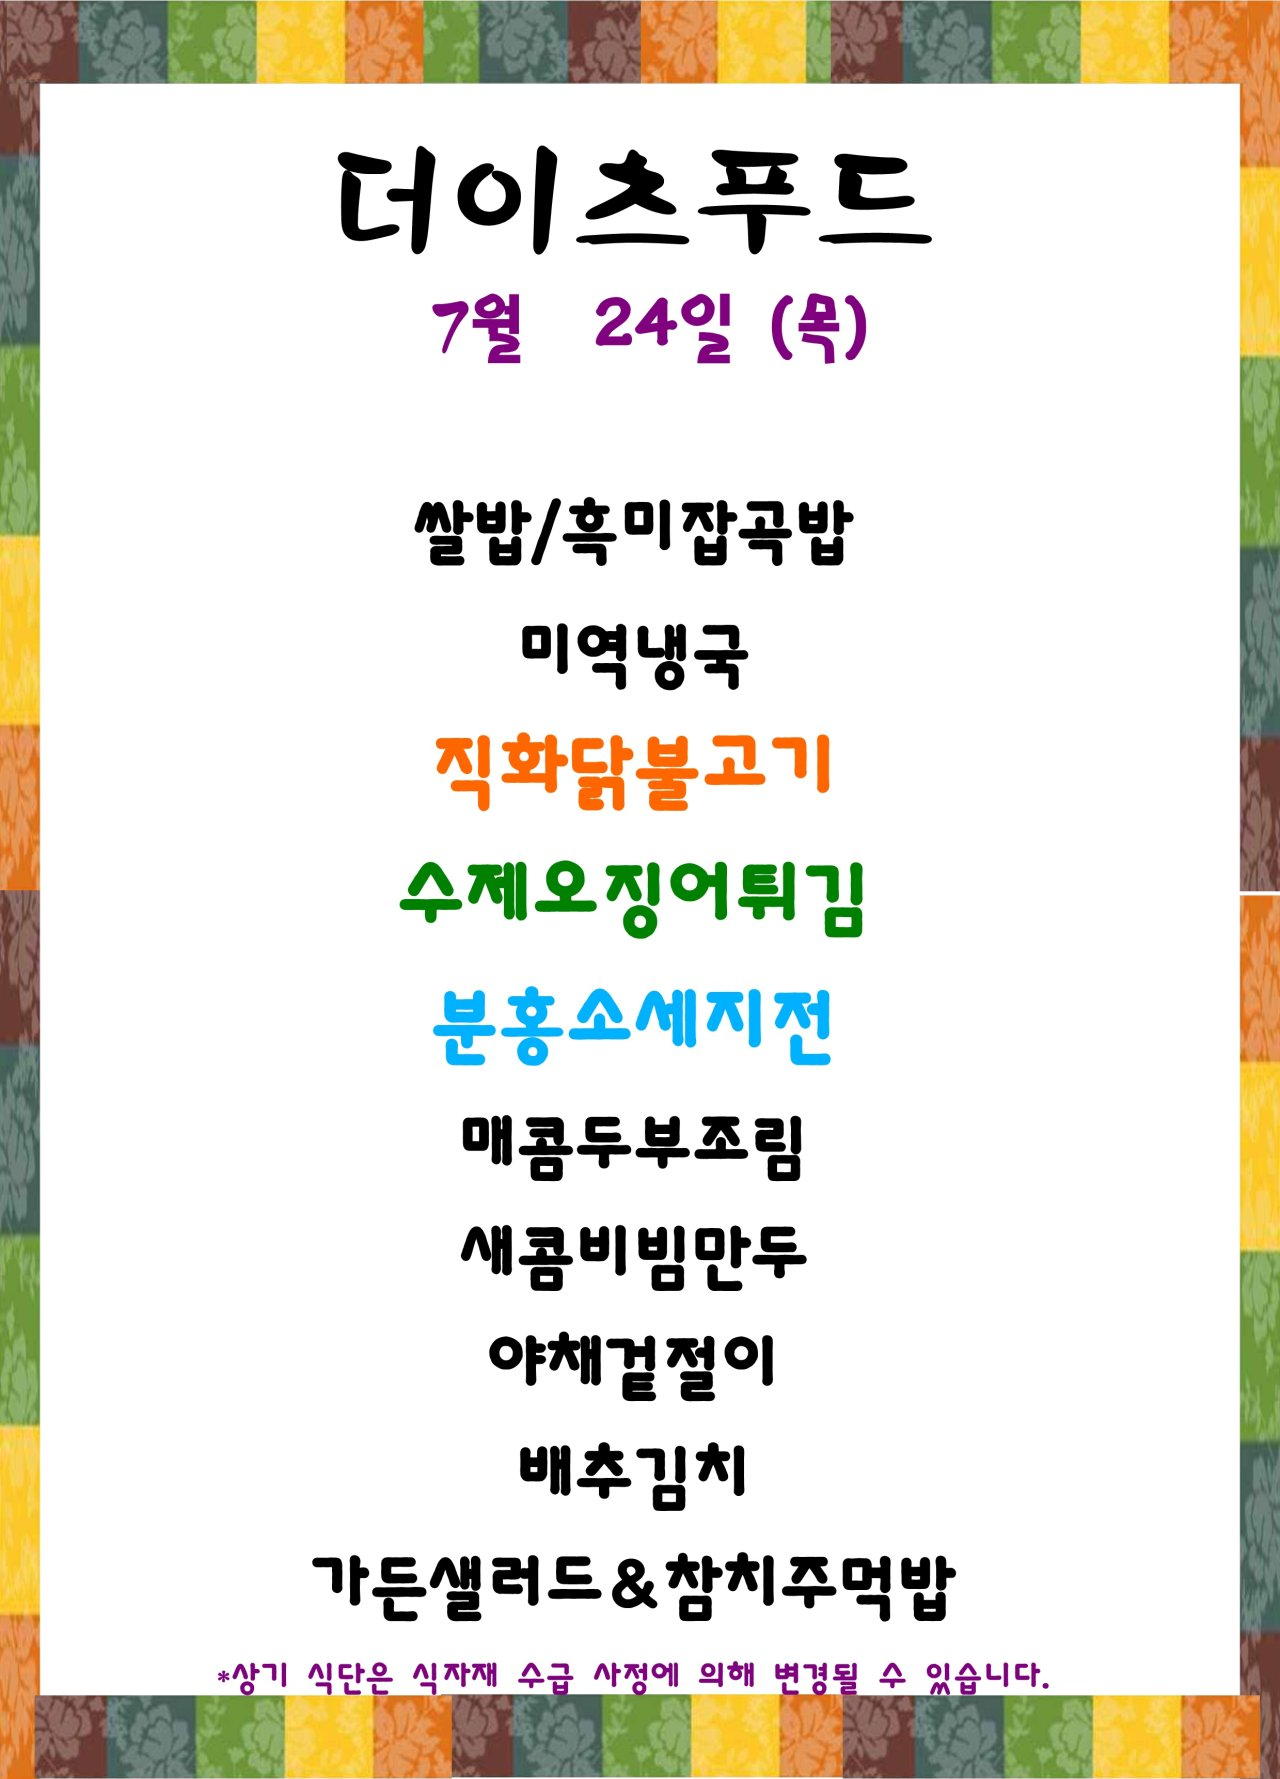 더이츠푸드
7월 24일 (목)
쌀밥/흑미잡곡밥
미역냉국
직화닭불고기
수제오징어튀김
분홍소세지전
매콤두부조림
새콤비빔만두
야채겉절이
배추김치
가든샐러드&참치주먹밥
*상기 식단은 식자재 수급 사정에 의해 변경될 수 있습니다.